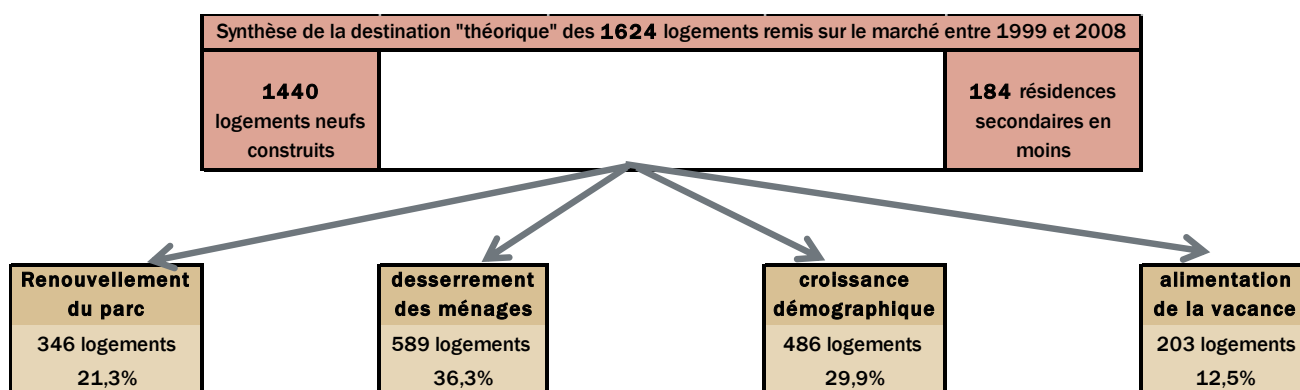 Synthèse de la destination "théorique" des 1624 logements remis sur le marché entre 1999 et 2008
1440
logements neufs
construits
184 résidences
secondaires en
moins
Renouvellement
du parc
346 logements
21,3%
desserrement
des ménages
589 logements
36,3%
croissance
démographique
486 logements
29,9%
alimentation
de la vacance
203 logements
12,5%